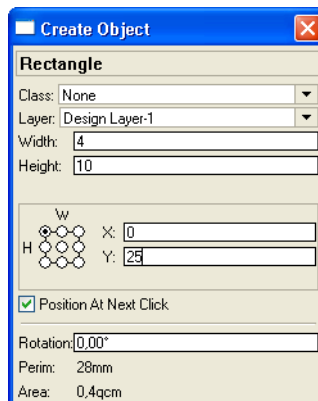 Create Object
Rectangle
Class: None
Layer: Design Layer-1
Width: 4
Height: 10
W
H
X: 0
Y: 25
Position At Next Click
Rotation: 0,00°
Perim: 28mm
Area: 0,4qcm